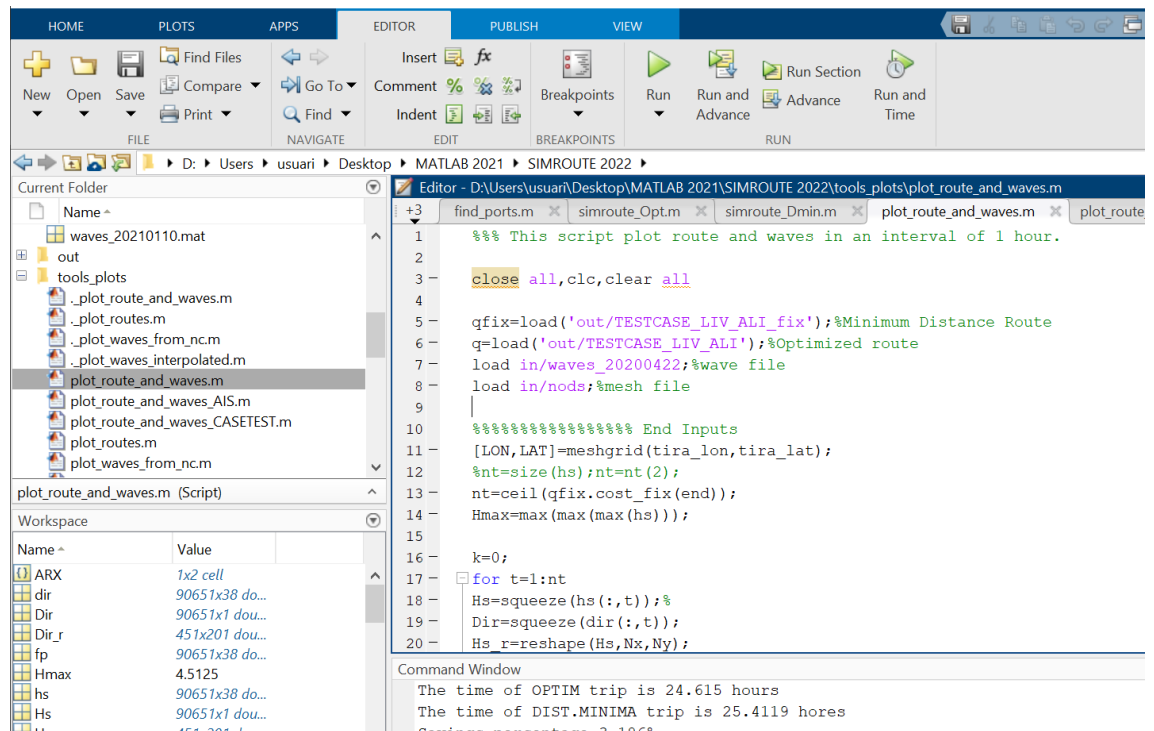 HOME PLOTS APPS EDITOR PUBLISH VIEW
New Open Save Find Files Compare Print
FILE
Go To Find
NAVIGATE
Insert fx
Comment % %
Indent
EDIT
Breakpoints
BREAKPOINTS
Run Run and Advance Run Section Advance Run and Time
RUN
D: Users usuari Desktop MATLAB 2021 SIMROUTE 2022
Current Folder
Name
waves_20210110.mat
out
tools_plots
._plot_route_and_waves.m
._plot_routes.m
._plot_waves_from_nc.m
._plot_waves_interpolated.m
plot_route_and_waves.m
plot_route_and_waves_AIS.m
plot_route_and_waves_CASETEST.m
plot_routes.m
plot_waves_from_nc.m
plot_route_and_waves.m (Script)
Workspace
Name Value
ARX 1x2 cell
dir 90651x38 do...
Dir 90651x1 dou...
Dir_r 451x201 dou...
fp 90651x38 do...
Hmax 4.5125
hs 90651x38 do...
Hs 90651x1 dou...
Editor - D:\Users\usuari\Desktop\MATLAB 2021\SIMROUTE 2022\tools_plots\plot_route_and_waves.m
+3 find_ports.m simroute_Opt.m simroute_Dmin.m plot_route_and_waves.m plot_route_
1 %%% This script plot route and waves in an interval of 1 hour.
2
3 close all,clc,clear all
4
5 qfix=load('out/TESTCASE_LIV_ALI_fix');%Minimum Distance Route
6 q=load('out/TESTCASE_LIV_ALI');%Optimized route
7 load in/waves_20200422;%wave file
8 load in/nods;%mesh file
9
10 %%%%%%%%%%%%%%%%% End Inputs
11 [LON,LAT]=meshgrid(tira_lon,tira_lat);
12 %nt=size(hs);nt=nt(2);
13 nt=ceil(qfix.cost_fix(end));
14 Hmax=max(max(max(hs)));
15
16 k=0;
17 for t=1:nt
18 Hs=squeeze(hs(:,t));%
19 Dir=squeeze(dir(:,t));
20 Hs_r=reshape(Hs,Nx,Ny);
Command Window
The time of OPTIM trip is 24.615 hours
The time of DIST.MINIMA trip is 25.4119 hores